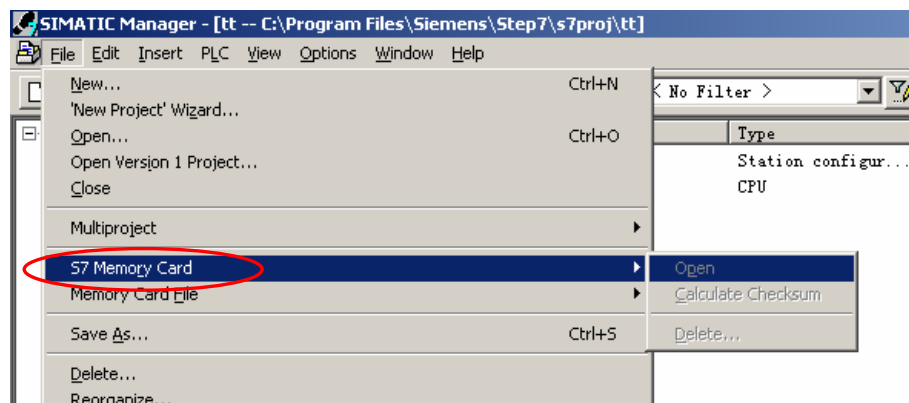 SIMATIC Manager - [tt -- C:\Program Files\Siemens\Step7\s7proj\tt]
File Edit Insert PLC View Options Window Help
New... Ctrl+N
< No Filter >
'New Project' Wizard...
Open... Ctrl+O
Type
Open Version 1 Project...
Station configur...
Close
CPU
Multiproject
S7 Memory Card
Open
Memory Card File
Calculate Checksum
Save As... Ctrl+S
Delete...
Delete...
Reorganize...